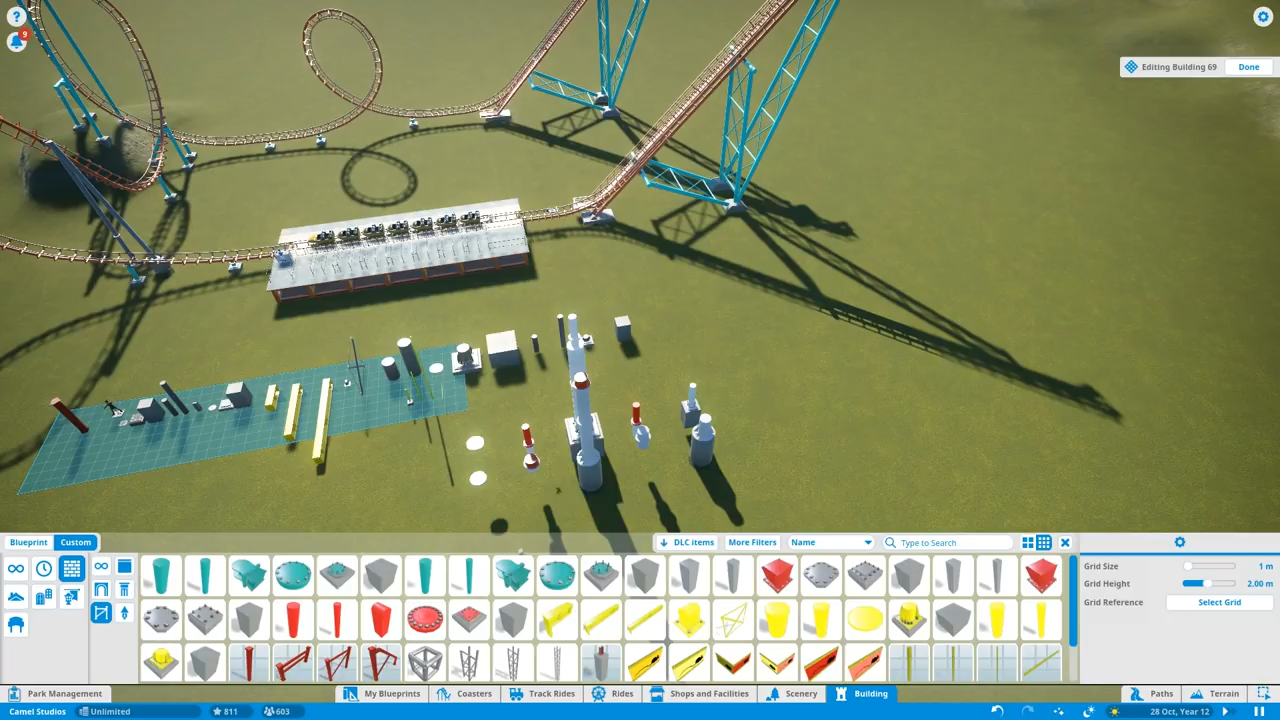 ?
9
Editing Building 69 Done
Blueprint Custom
DLC items More Filters Name Type to Search
Grid Size 1 m
Grid Height 2.00 m
Grid Reference Select Grid
Park Management My Blueprints Coasters Track Rides Rides Shops and Facilities Scenery Building Paths Terrain
Camel Studios Unlimited 811 603 28 Oct, Year 12